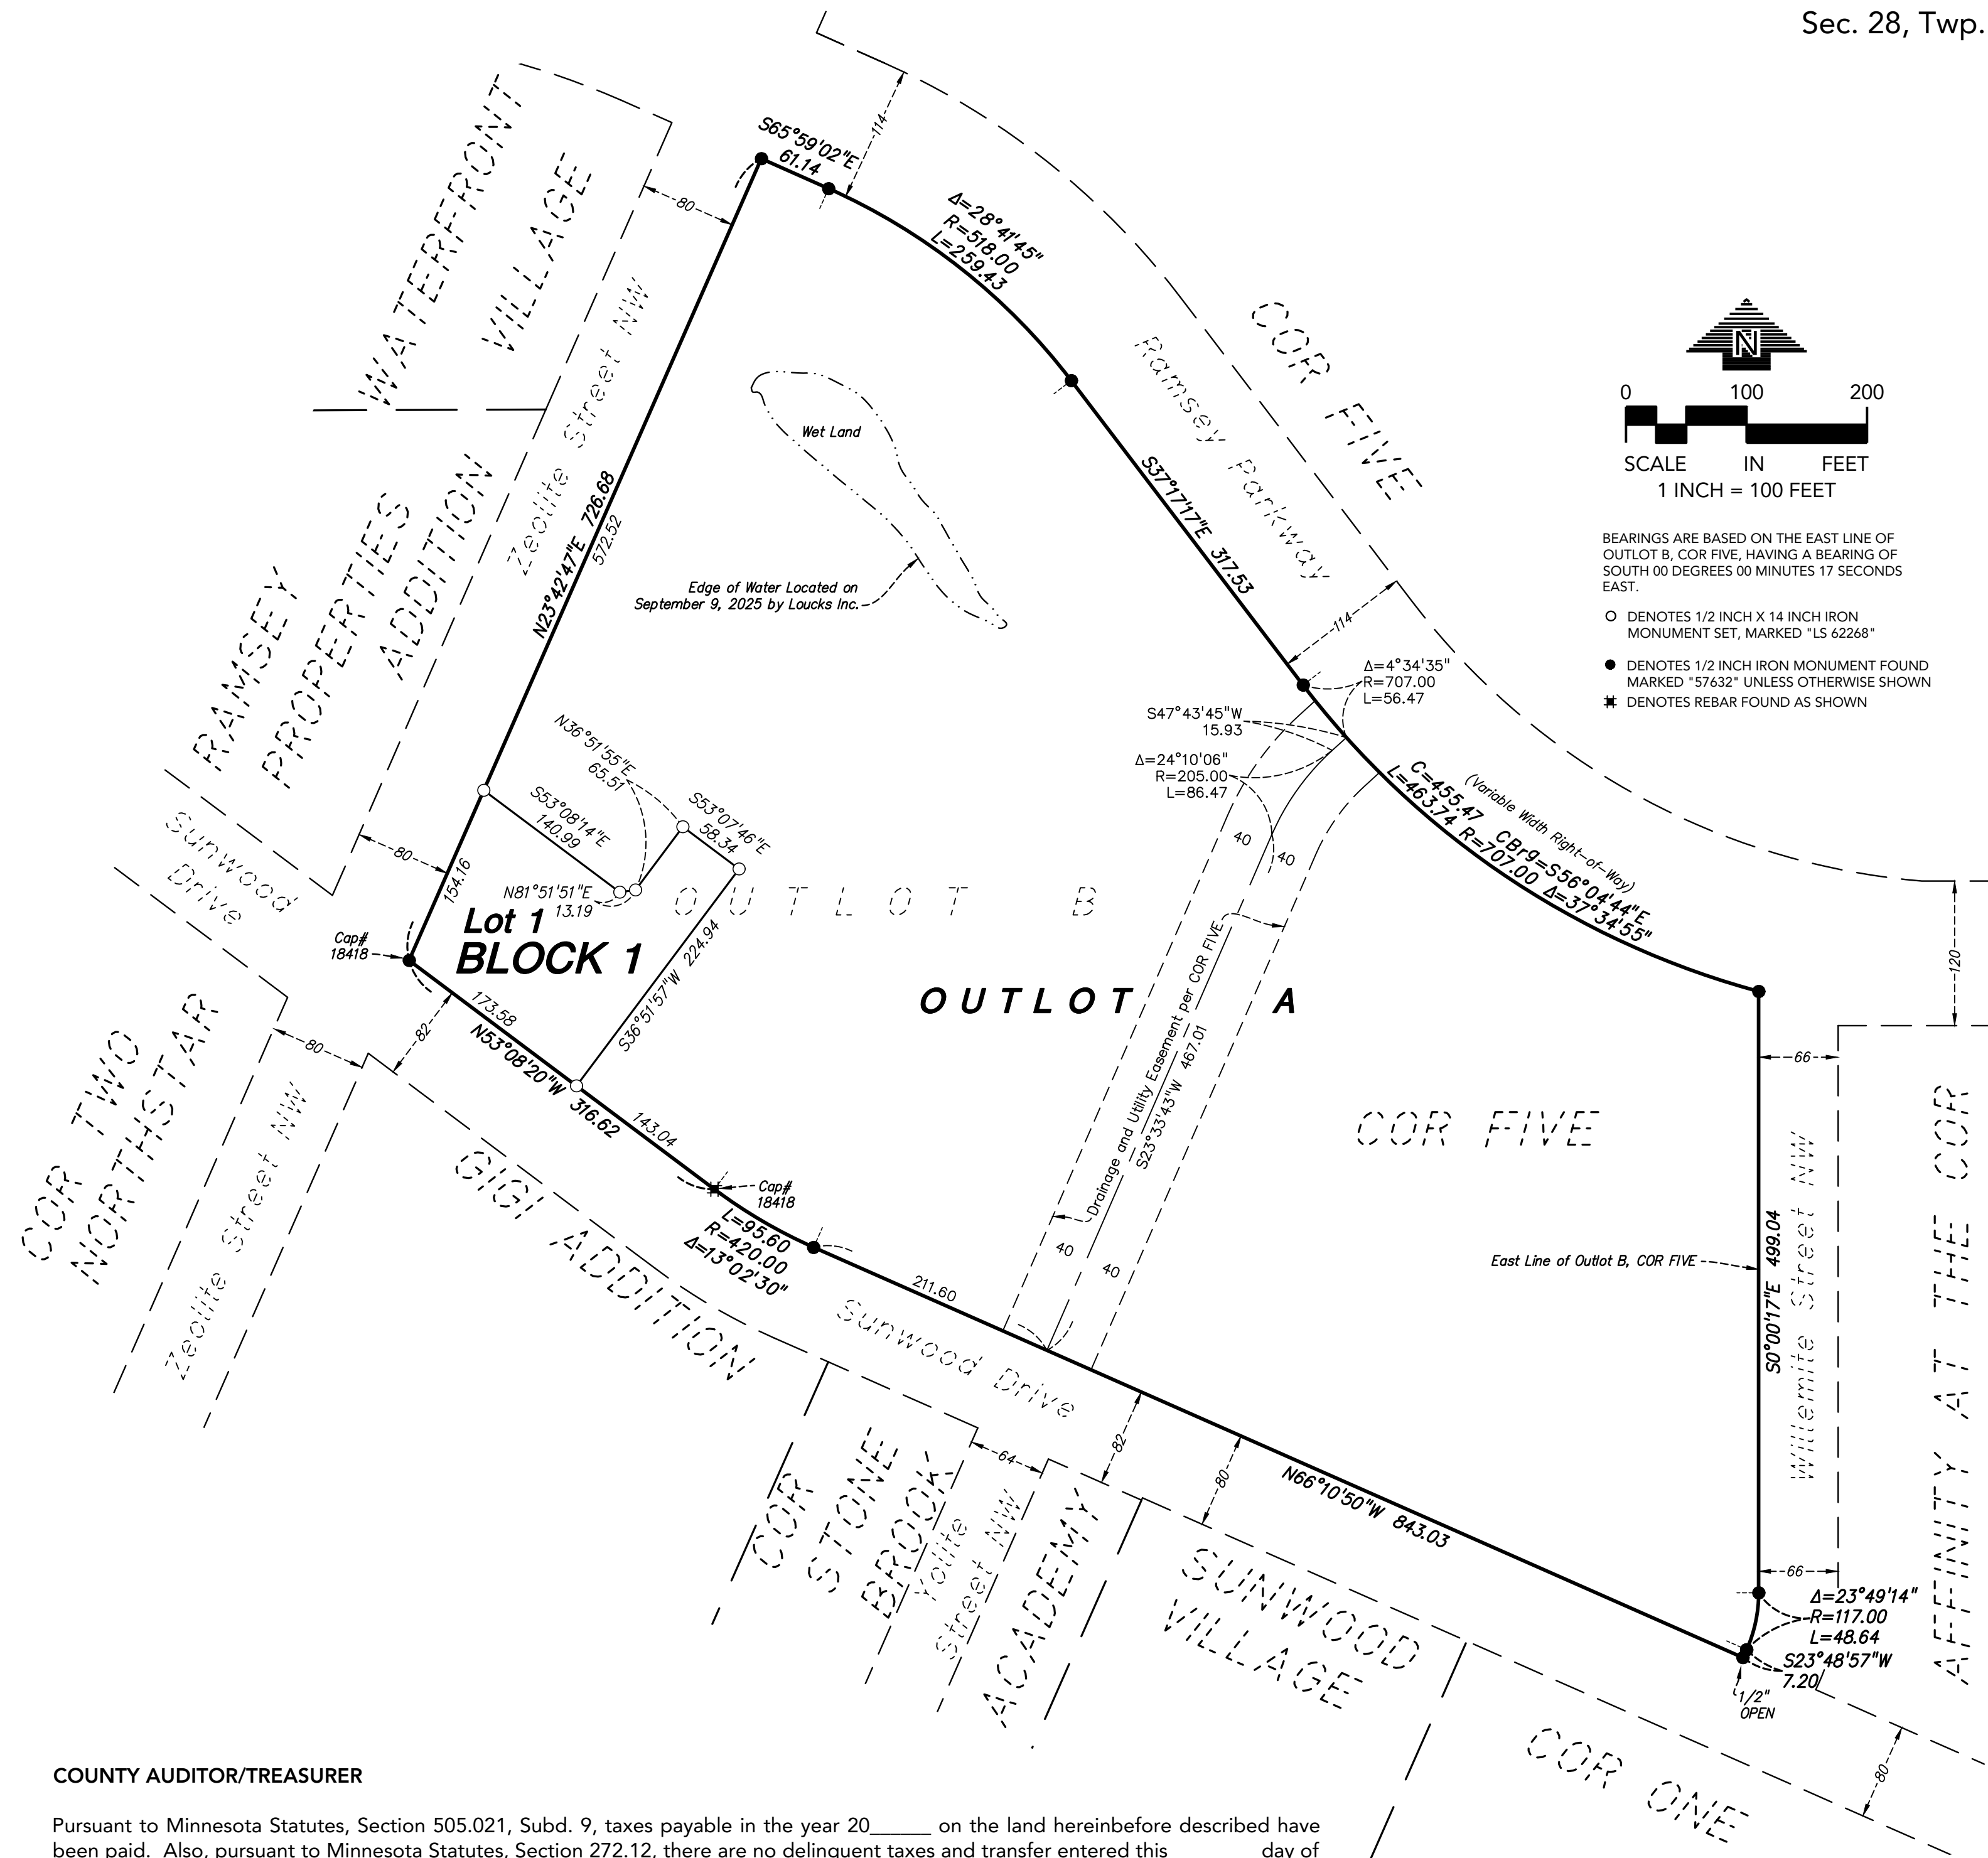 Sec. 28, Twp.
S65°59'02"E
61.14
114
80
Δ=28°41'45"
R=518.00
L=259.43
WATERFRONT
VILLAGE
Zeolite Street NW
COR FIVE
Ramsey Parkway
N
0 100 200
SCALE IN FEET
1 INCH = 100 FEET
Wet Land
N23°42'47"E 726.68
572.52
S37°17'17"E 317.53
Edge of Water Located on
September 9, 2025 by Loucks Inc.
BEARINGS ARE BASED ON THE EAST LINE OF
OUTLOT B, COR FIVE, HAVING A BEARING OF
SOUTH 00 DEGREES 00 MINUTES 17 SECONDS
EAST.
DENOTES 1/2 INCH X 14 INCH IRON
MONUMENT SET, MARKED "LS 62268"
DENOTES 1/2 INCH IRON MONUMENT FOUND
MARKED "57632" UNLESS OTHERWISE SHOWN
DENOTES REBAR FOUND AS SHOWN
RAMSEY
PROPERTIES
ADDITION
114
Δ=4°34'35"
R=707.00
L=56.47
S47°43'45"W
15.93
Δ=24°10'06"
R=205.00
L=86.47
N36°51'55"E
65.51
S53°08'14"E
140.99
S53°07'46"E
58.34
(Variable Width Right-of-Way)
C=455.47 CBrg=S56°04'44"E
L=463.74 R=707.00 Δ=37°34'55"
Sunwood
Drive
80
154.16
N81°51'51"E
13.19
40
40
OUTLOT B
Lot 1
BLOCK 1
Cap#
18418
S36°51'57"W 224.94
OUTLOT A
120
173.58
82
80
N53°08'20"W 316.62
143.04
Drainage and Utility Easement per COR FIVE
S23°33'43"W 467.01
66
COR FIVE
COR TWO
NORTHSTAR
Zeolite Street NW
GIGI ADDITION
Cap#
18418
L=95.60
R=420.00
Δ=13°02'30"
40
40
East Line of Outlot B, COR FIVE
S0°00'17"E 499.04
Willemite Street NW
AFFINITY AT THE COR
211.60
Sunwood Drive
82
64
80
N66°10'50"W 843.03
COR
STONE
BROOK
Yolite
Street NW
ACADEMY
SUNWOOD
VILLAGE
66
Δ=23°49'14"
R=117.00
L=48.64
S23°48'57"W
7.20
1/2"
OPEN
COR ONE
80
COUNTY AUDITOR/TREASURER
Pursuant to Minnesota Statutes, Section 505.021, Subd. 9, taxes payable in the year 20______ on the land hereinbefore described have
been paid. Also, pursuant to Minnesota Statutes, Section 272.12, there are no delinquent taxes and transfer entered this ________ day of